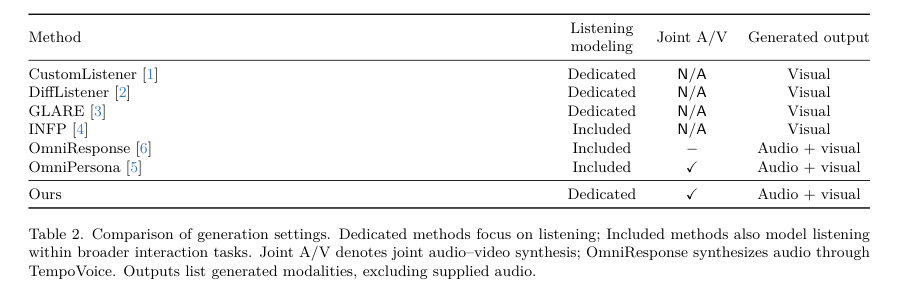 Method Listening modeling Joint A/V Generated output
CustomListener [1] Dedicated N/A Visual
DiffListener [2] Dedicated N/A Visual
GLARE [3] Dedicated N/A Visual
INFP [4] Included N/A Visual
OmniResponse [6] Included − Audio + visual
OmniPersona [5] Included ✓ Audio + visual
Ours Dedicated ✓ Audio + visual
Table 2. Comparison of generation settings. Dedicated methods focus on listening; Included methods also model listening
within broader interaction tasks. Joint A/V denotes joint audio–video synthesis; OmniResponse synthesizes audio through
TempoVoice. Outputs list generated modalities, excluding supplied audio.